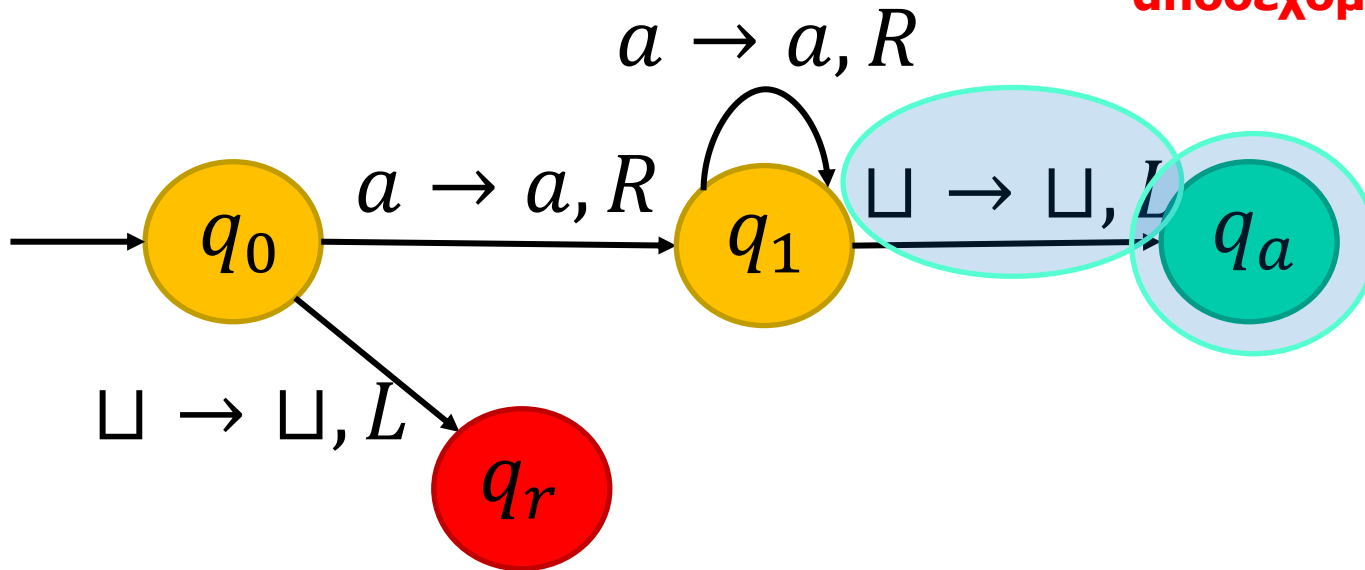 a → a, R
a → a, R
⊔ → ⊔, L
q₀
q₁
qₐ
⊔ → ⊔, L
qᵣ